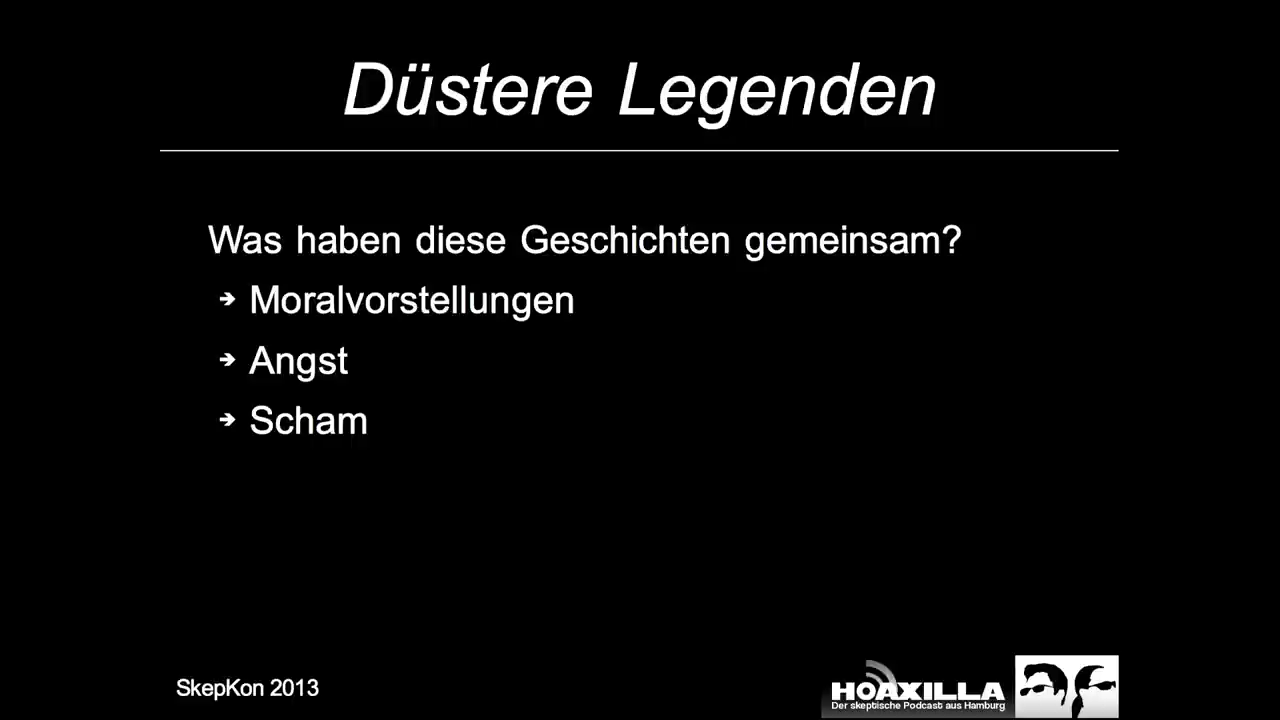 Düstere Legenden
Was haben diese Geschichten gemeinsam?
➔ Moralvorstellungen
➔ Angst
➔ Scham
SkepKon 2013
HOAXILLA
Der skeptische Podcast aus Hamburg